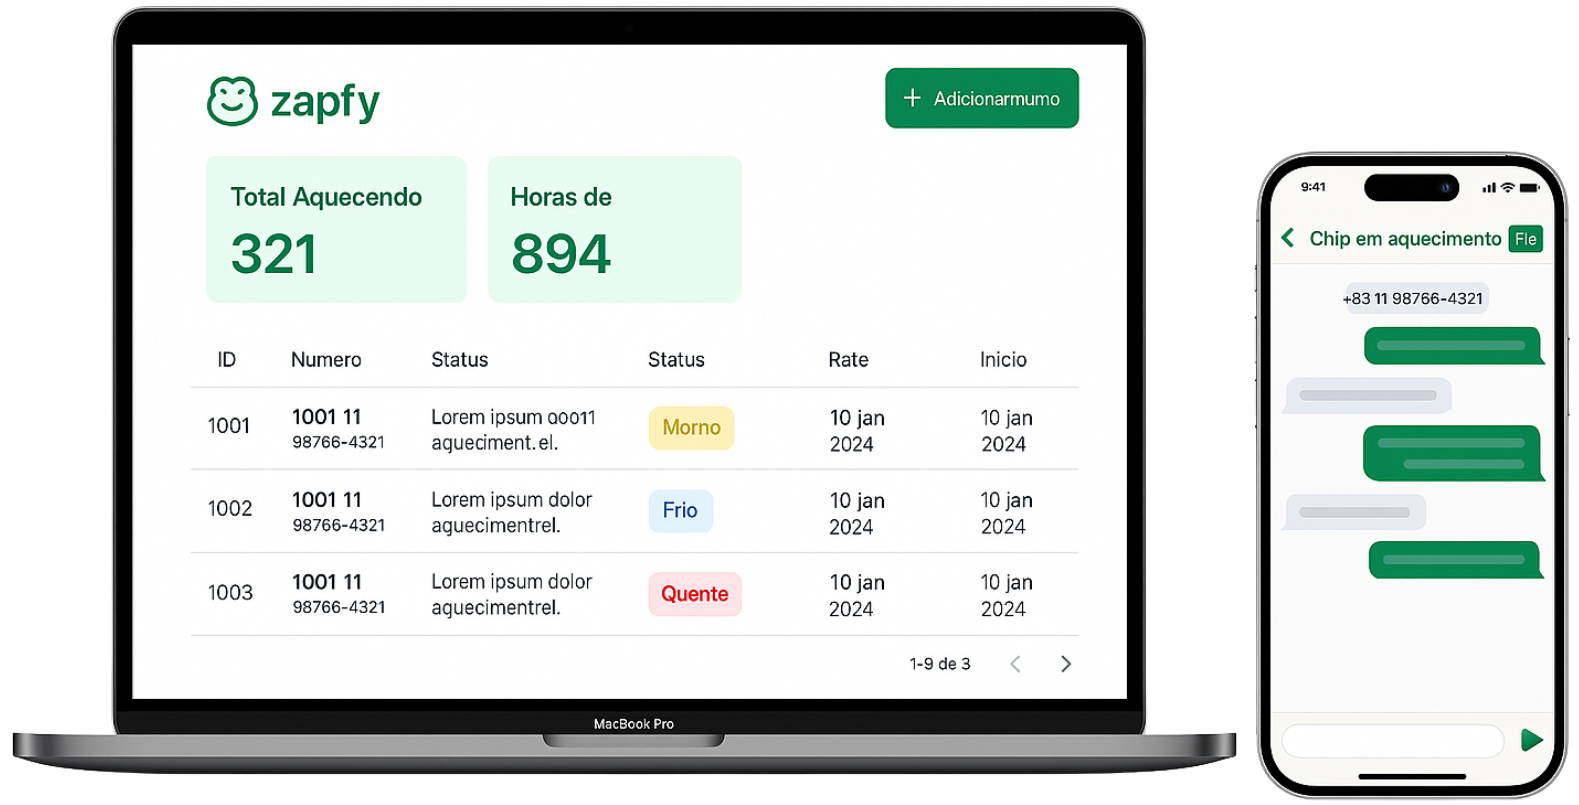 zapfy
+ Adicionarmumo
Total Aquecendo
321
Horas de
894
ID Numero Status Status Rate Inicio
1001 1001 11 98766-4321 Lorem ipsum ooo11 aqueciment. el. Morno 10 jan 2024 10 jan 2024
1002 1001 11 98766-4321 Lorem ipsum dolor aquecimentrel. Frio 10 jan 2024 10 jan 2024
1003 1001 11 98766-4321 Lorem ipsum dolor aquecimentrel. Quente 10 jan 2024 10 jan 2024
1-9 de 3
MacBook Pro
9:41
Chip em aquecimento Fle
+83 11 98766-4321